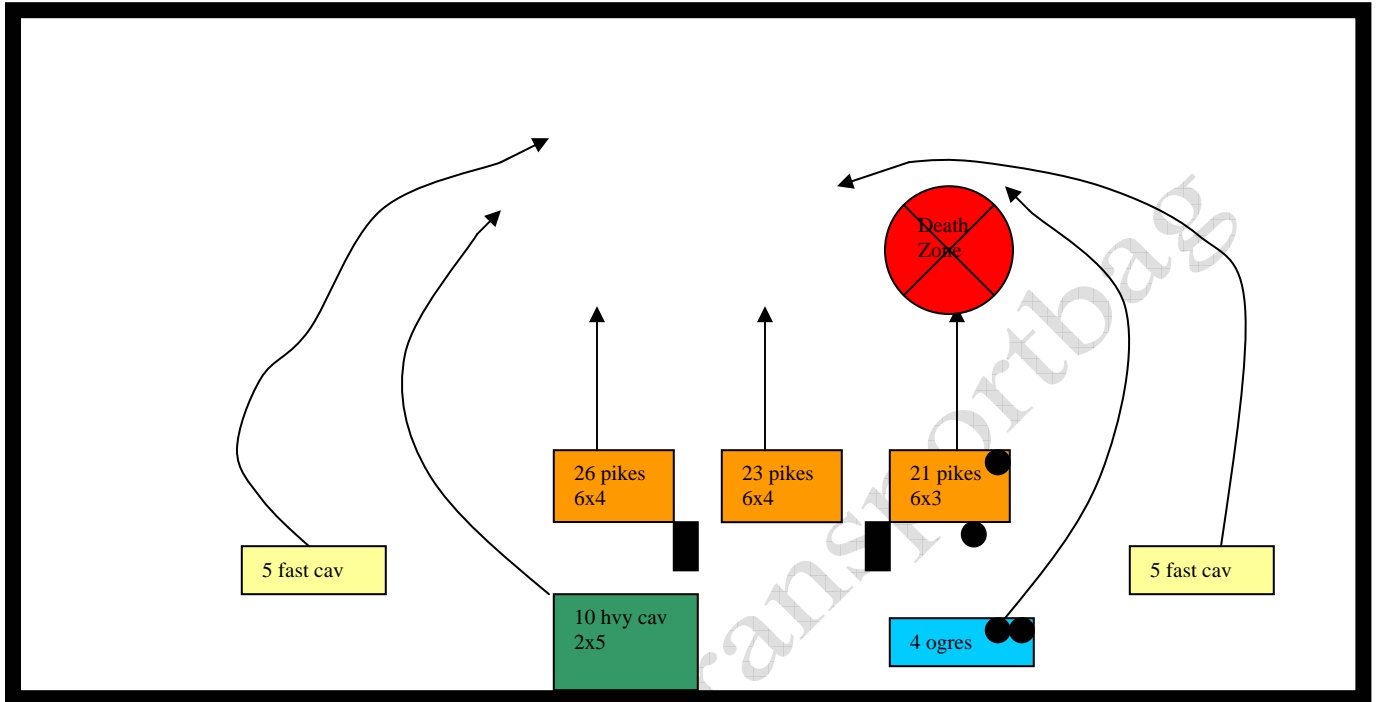 Death
Zone
26 pikes
6x4
23 pikes
6x4
21 pikes
6x3
5 fast cav
5 fast cav
10 hvy cav
2x5
4 ogres
ransportbag